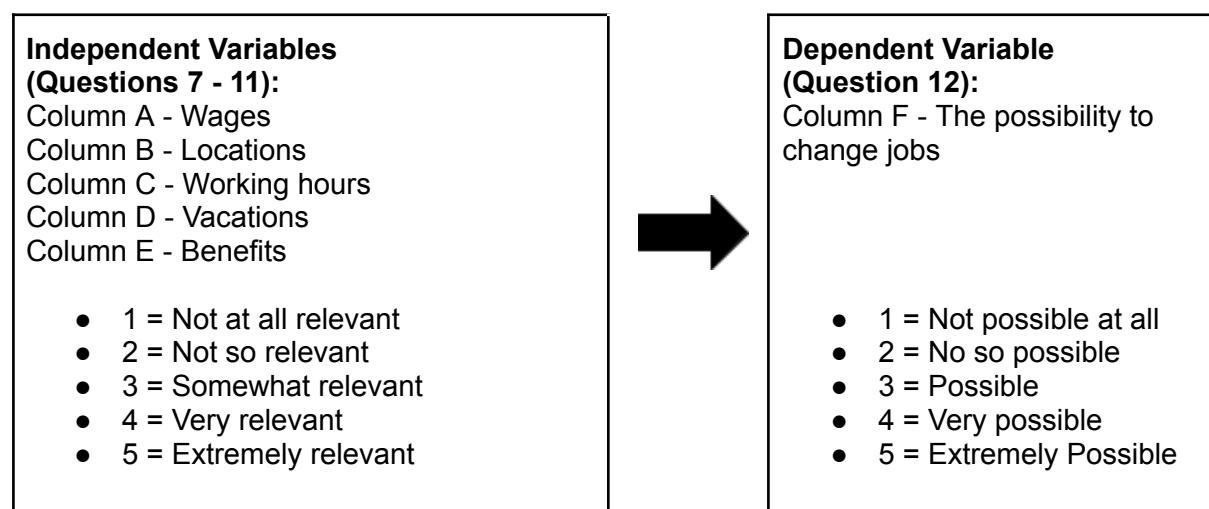 Independent Variables
(Questions 7 - 11):
Column A - Wages
Column B - Locations
Column C - Working hours
Column D - Vacations
Column E - Benefits
● 1 = Not at all relevant
● 2 = Not so relevant
● 3 = Somewhat relevant
● 4 = Very relevant
● 5 = Extremely relevant
Dependent Variable
(Question 12):
Column F - The possibility to
change jobs
● 1 = Not possible at all
● 2 = No so possible
● 3 = Possible
● 4 = Very possible
● 5 = Extremely Possible